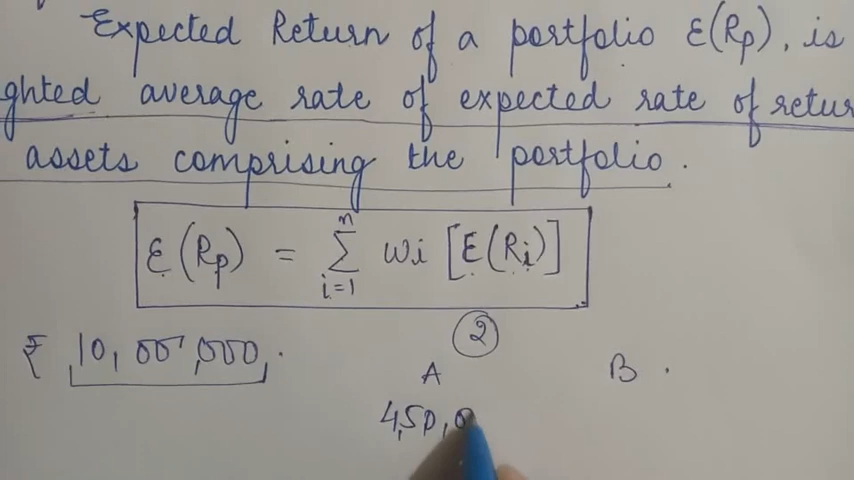 Expected Return of a portfolio E(Rp), is
ghted average rate of expected rate of retur
assets comprising the portfolio.
E(Rp) = n∑i=1 wi [E(Ri)]
②
₹ 10,00,000.
A B.
4,50,0